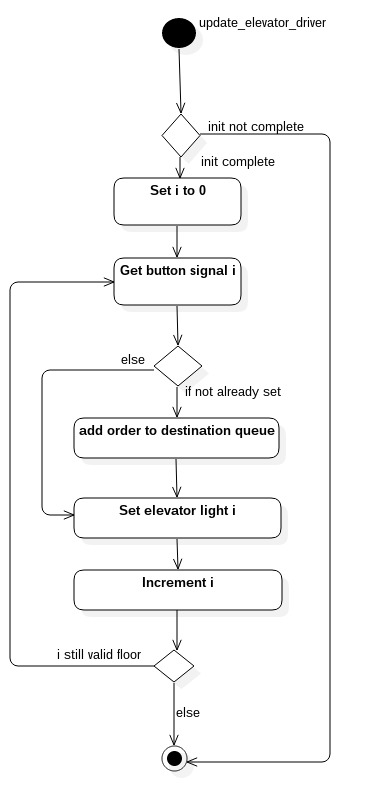 update_elevator_driver
init not complete
init complete
Set i to 0
Get button signal i
else
if not already set
add order to destination queue
Set elevator light i
Increment i
i still valid floor
else